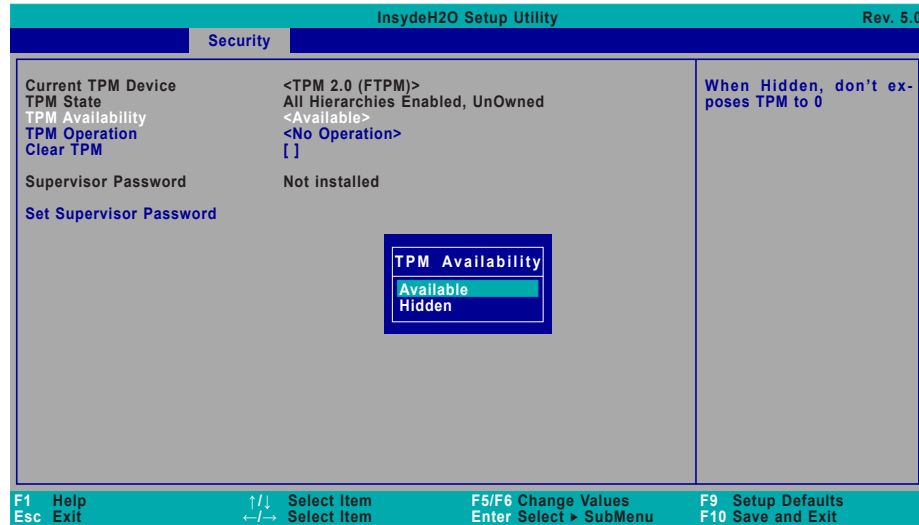 InsydeH2O Setup Utility Rev. 5.0
Security
Current TPM Device <TPM 2.0 (FTPM)>
TPM State All Hierarchies Enabled, UnOwned
TPM Availability <Available>
TPM Operation <No Operation>
Clear TPM [ ]
Supervisor Password Not installed
Set Supervisor Password
When Hidden, don't ex-
poses TPM to 0
TPM Availability
Available
Hidden
F1 Help ↑/↓ Select Item F5/F6 Change Values F9 Setup Defaults
Esc Exit ←/→ Select Item Enter Select ▶ SubMenu F10 Save and Exit